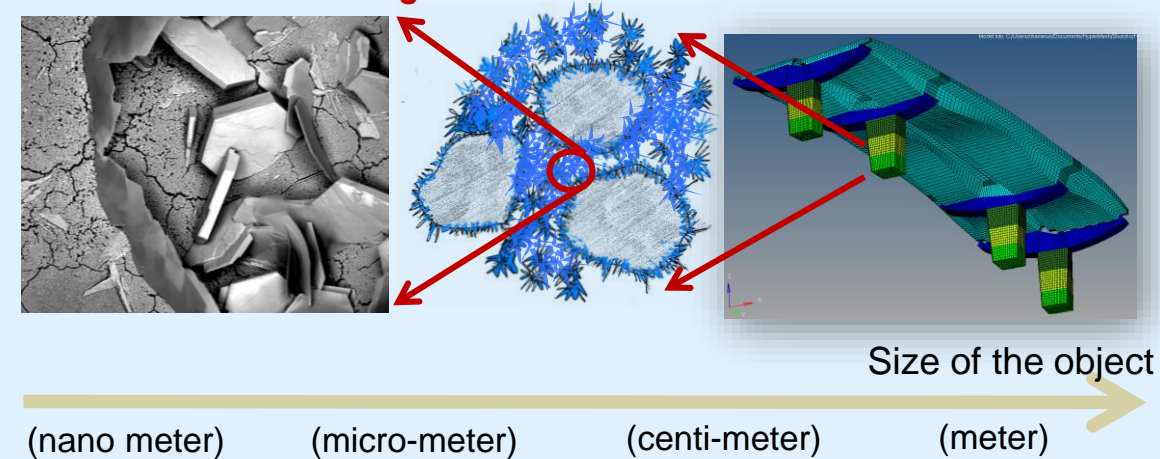 Size of the object
(nano meter) (micro-meter) (centi-meter) (meter)